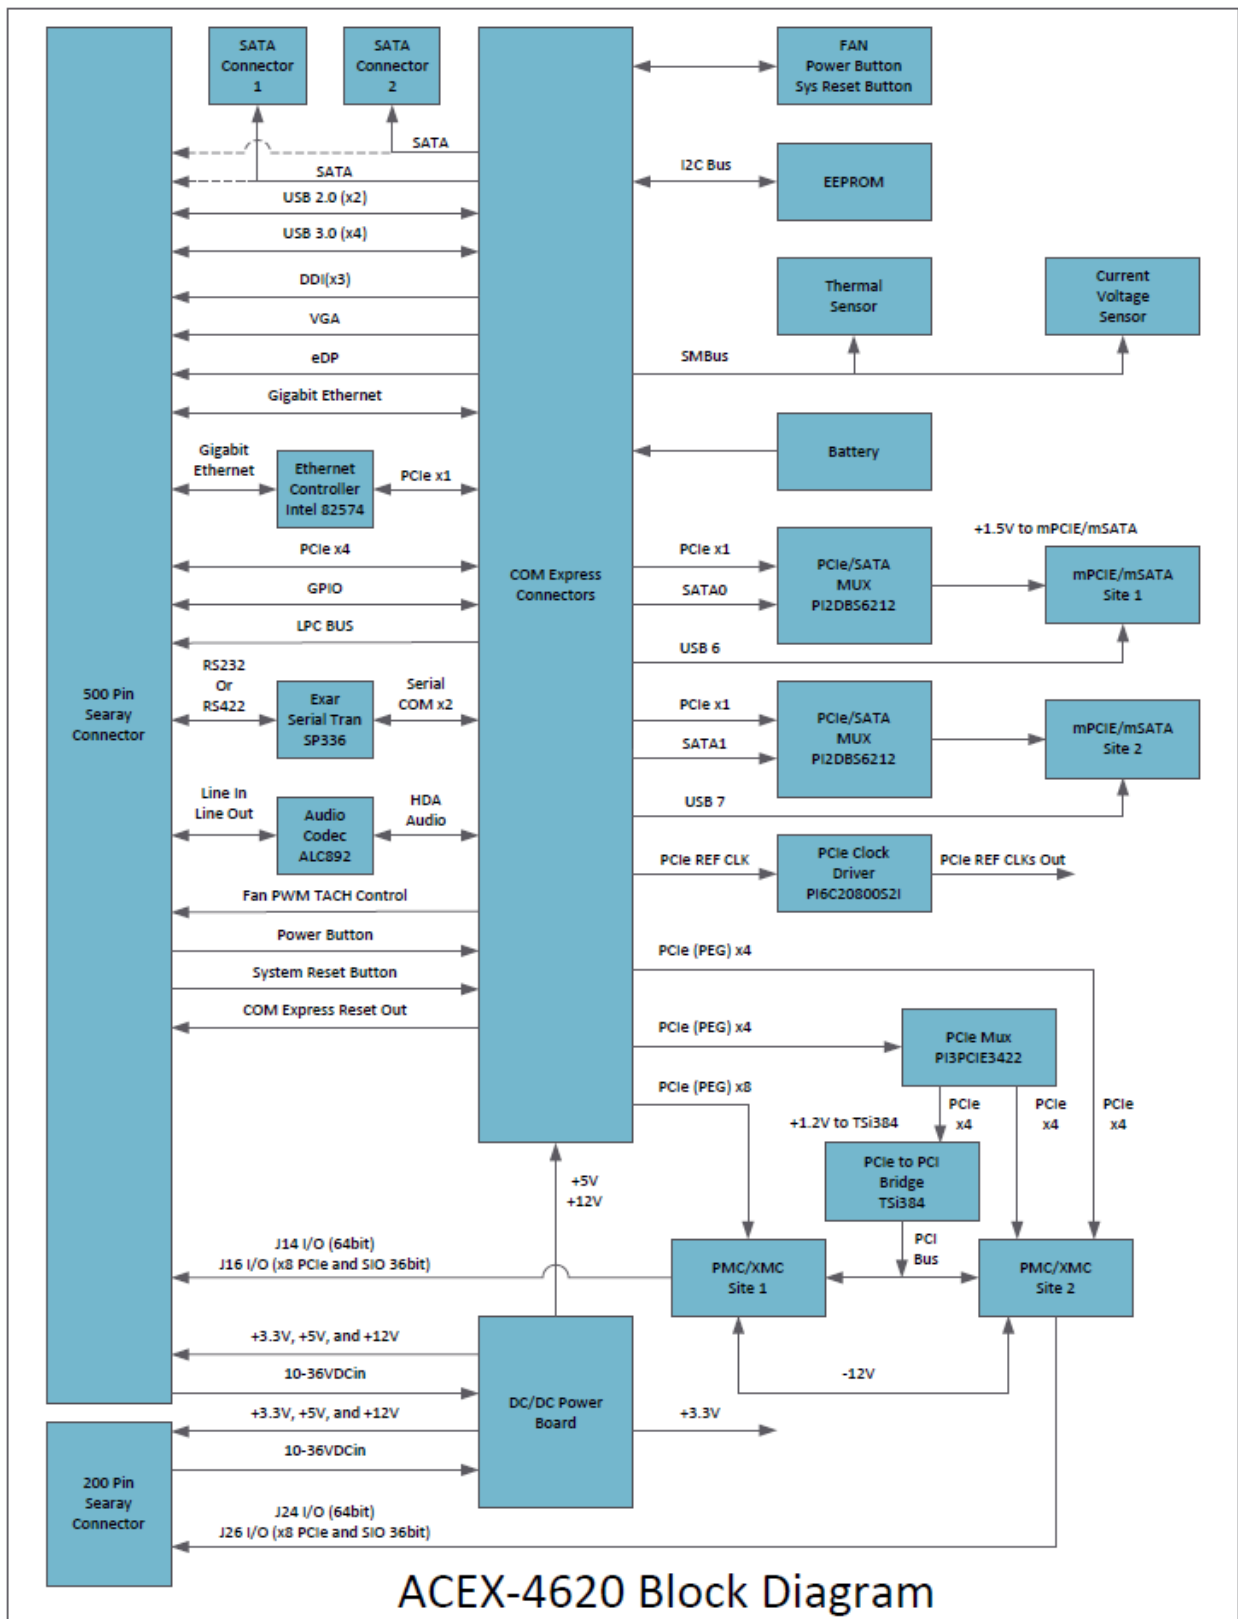 SATA
Connector
1
SATA
Connector
2
FAN
Power Button
Sys Reset Button
SATA
SATA
I2C Bus
EEPROM
USB 2.0 (x2)
USB 3.0 (x4)
DDI(x3)
VGA
eDP
Gigabit Ethernet
Thermal
Sensor
Current
Voltage
Sensor
SMBus
Battery
Gigabit
Ethernet
Ethernet
Controller
Intel 82574
PCIe x1
PCIe x4
GPIO
LPC BUS
COM Express
Connectors
PCIe x1
SATA0
PCIe/SATA
MUX
PI2DBS6212
+1.5V to mPCIE/mSATA
mPCIE/mSATA
Site 1
USB 6
500 Pin
Searay
Connector
RS232
Or
RS422
Exar
Serial Tran
SP336
Serial
COM x2
PCIe x1
SATA1
PCIe/SATA
MUX
PI2DBS6212
mPCIE/mSATA
Site 2
USB 7
Line In
Line Out
Audio
Codec
ALC892
HDA
Audio
PCIe REF CLK
PCIe Clock
Driver
PI6C20800S2I
PCIe REF CLKs Out
Fan PWM TACH Control
Power Button
System Reset Button
COM Express Reset Out
PCIe (PEG) x4
PCIe (PEG) x4
PCIe Mux
PI3PCIE3422
PCIe (PEG) x8
+1.2V to TSi384
PCIe
x4
PCIe
x4
PCIe
x4
PCIe to PCI
Bridge
TSi384
+5V
+12V
J14 I/O (64bit)
J16 I/O (x8 PCIe and SIO 36bit)
PMC/XMC
Site 1
PCI
Bus
PMC/XMC
Site 2
+3.3V, +5V, and +12V
10-36VDCin
-12V
DC/DC Power
Board
+3.3V
+3.3V, +5V, and +12V
10-36VDCin
200 Pin
Searay
Connector
J24 I/O (64bit)
J26 I/O (x8 PCIe and SIO 36bit)
ACEX-4620 Block Diagram